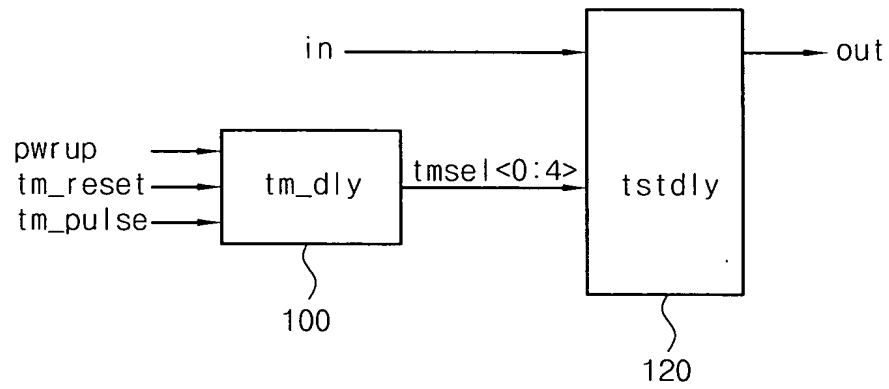 in
out
pwrup
tm_reset
tm_pulse
tm_dly
tmsel<0:4>
tstdly
100
120